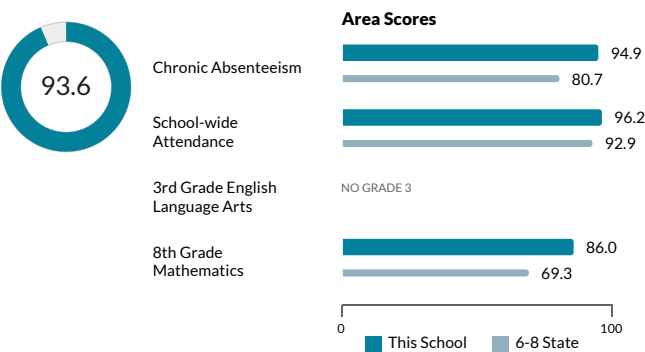 Area Scores
93.6
Chronic Absenteeism
94.9
80.7
School-wide
Attendance
96.2
92.9
3rd Grade English
Language Arts
NO GRADE 3
8th Grade
Mathematics
86.0
69.3
0 100
This School 6-8 State